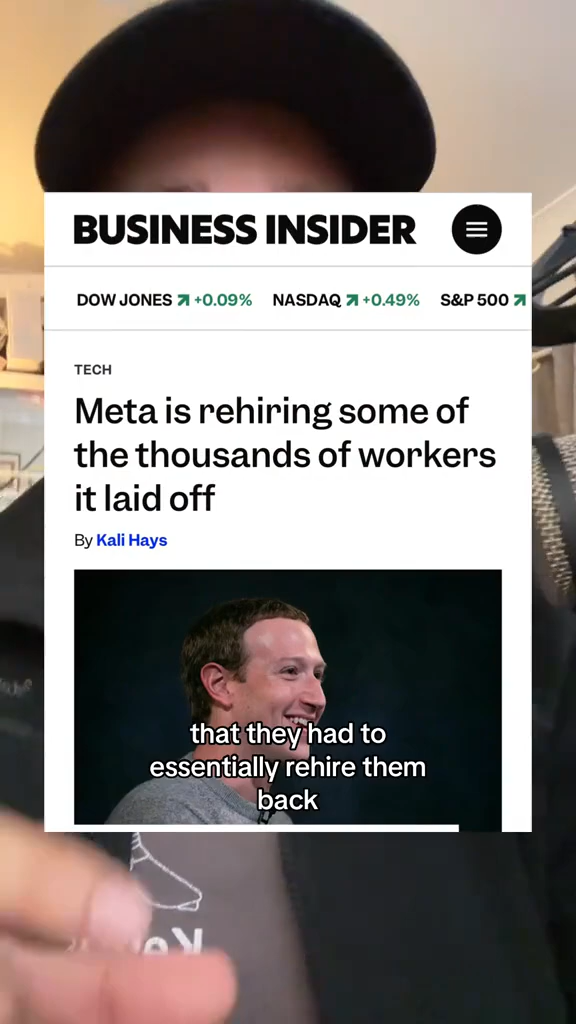 BUSINESS INSIDER
DOW JONES +0.09% NASDAQ +0.49% S&P 500
TECH
Meta is rehiring some of
the thousands of workers
it laid off
By Kali Hays
that they had to
essentially rehire them
back